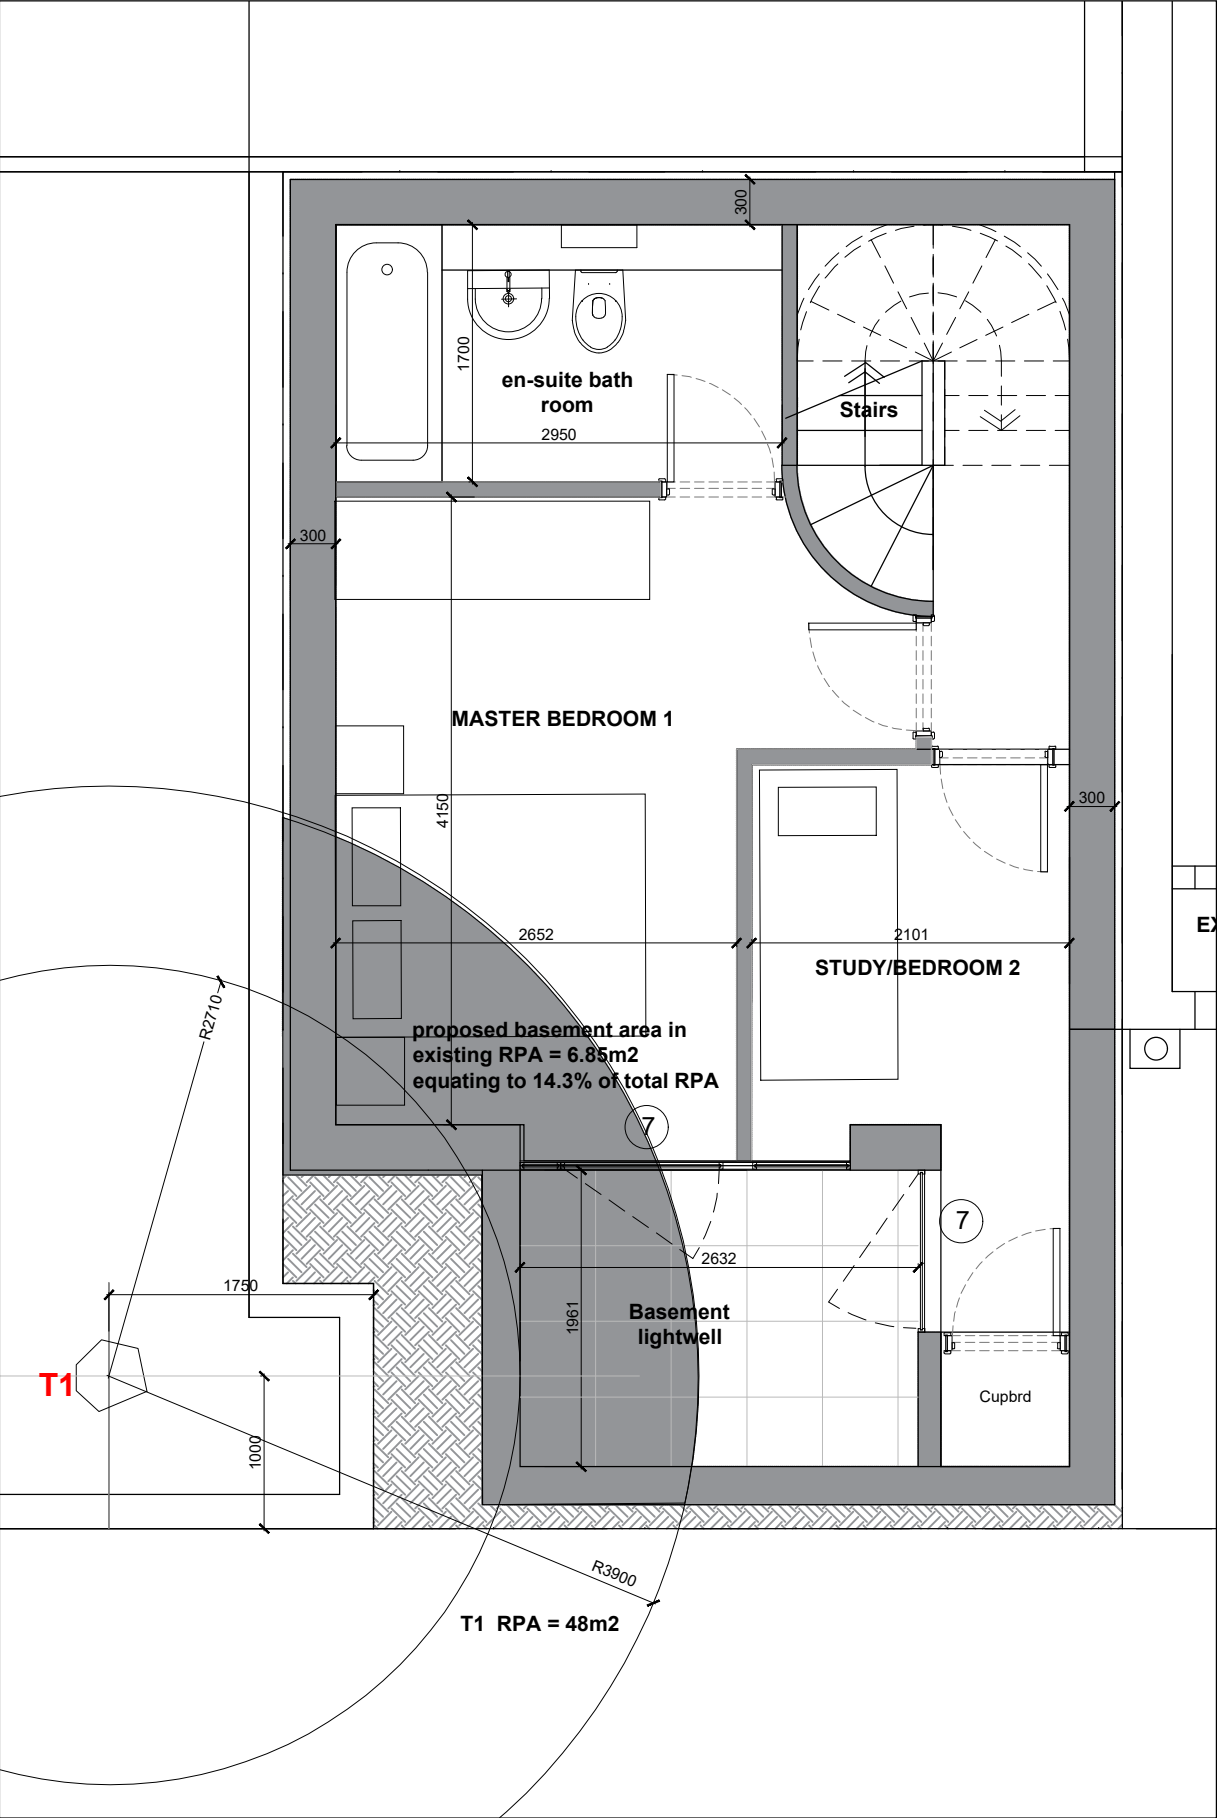 300
1700
en-suite bath
room
2950
Stairs
300
MASTER BEDROOM 1
4150
300
2652
2101
EX
STUDY/BEDROOM 2
R2710
proposed basement area in
existing RPA = 6.85m2
equating to 14.3% of total RPA
7
7
2632
1750
1961
Basement
lightwell
T1
Cupbrd
1000
R3900
T1 RPA = 48m2